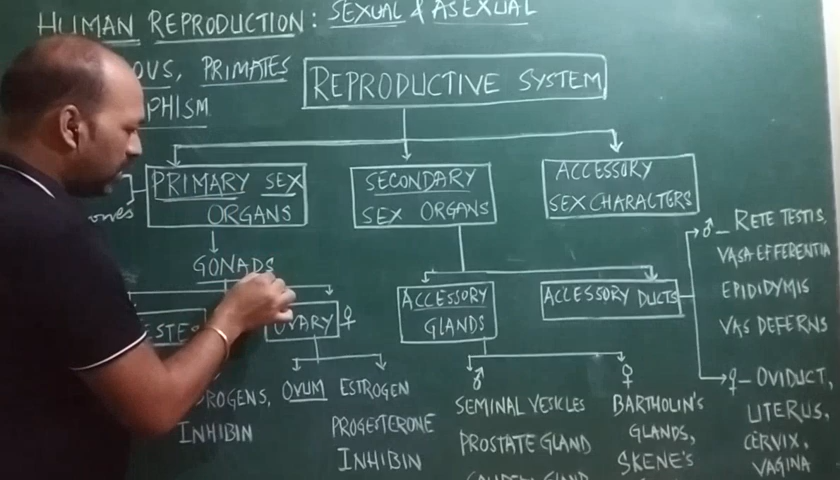 HUMAN REPRODUCTION: SEXUAL & ASEXUAL
OUS, PRIMATES
PHISM
REPRODUCTIVE SYSTEM
PRIMARY SEX
ORGANS
ones
SECONDARY
SEX ORGANS
ACCESSORY
SEX CHARACTERS
GONADS
OVARY ♀
ACCESSORY
GLANDS
ACCESSORY DUCTS
♂ – RETE TESTIS,
VASA EFFERENTIA
EPIDIDYMIS
VAS DEFERNS
♀ – OVIDUCT,
UTERUS,
CERVIX,
VAGINA
ROGENS,
INHIBIN
OVUM
ESTROGEN
PROGESTERONE
INHIBIN
♂
SEMINAL VESICLES
PROSTATE GLAND
♀
BARTHOLIN'S
GLANDS,
SKENE'S